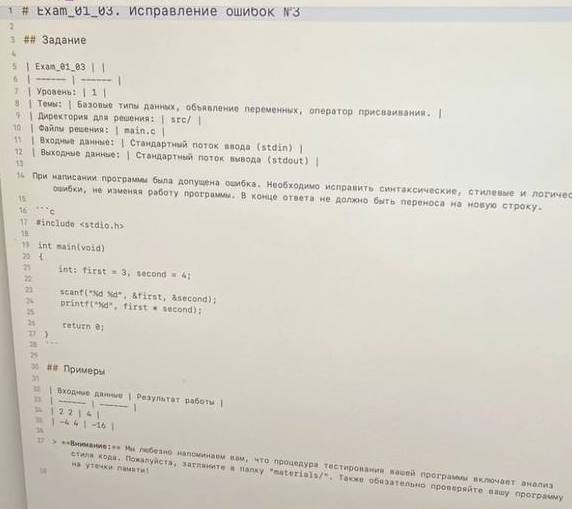 1 # Exam_01_03. Исправление ошибок №3
2
3 ## Задание
4
5 | Exam_01_03 | |
6 | ------ | ------ |
7 | Уровень: | 1 |
8 | Темы: | Базовые типы данных, объявление переменных, оператор присваивания. |
9 | Директория для решения: | src/ |
10 | Файлы решения: | main.c |
11 | Входные данные: | Стандартный поток ввода (stdin) |
12 | Выходные данные: | Стандартный поток вывода (stdout) |
13
14 При написании программы была допущена ошибка. Необходимо исправить синтаксические, стилевые и логичес
ошибки, не изменяя работу программы. В конце ответа не должно быть переноса на новую строку.
15
16 ```c
17 #include <stdio.h>
18
19 int main(void)
20 {
21 int: first = 3, second = 4;
22
23 scanf("%d %d", &first, &second);
24 printf("%d", first * second);
25
26 return 0;
27 }
28 ```
29
30 ## Примеры
31
32 | Входные данные | Результат работы |
33 | ------ | ------ |
34 | 2 2 | 4 |
35 | -4 4 | -16 |
36
37 > **Внимание:** Мы любезно напоминаем вам, что процедура тестирования вашей программы включает анализ
стиля кода. Пожалуйста, загляните в папку "materials/". Также обязательно проверяйте вашу программу
на утечки памяти!
38